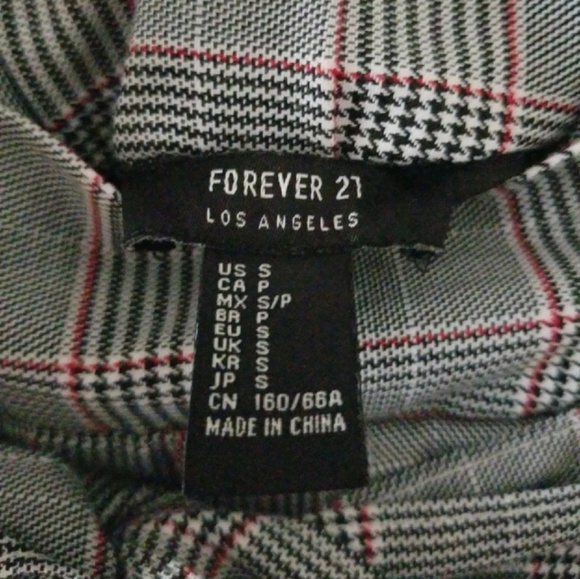 FOREVER 21
LOS ANGELES
US S
CA P
MX S/P
BR P
EU S
UK S
KR S
JP S
CN 160/66A
MADE IN CHINA